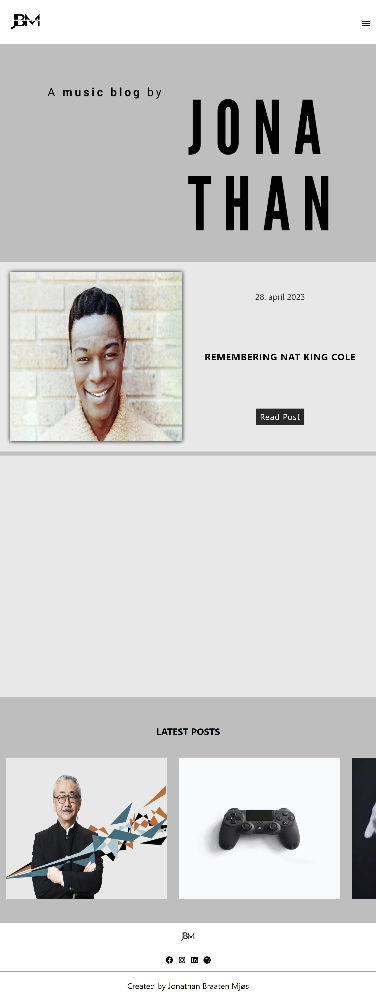 JBM
A music blog by
JONA
THAN
28. april 2023
REMEMBERING NAT KING COLE
Read Post
LATEST POSTS
JBM
Created by Jonathan Braaten Mjøs